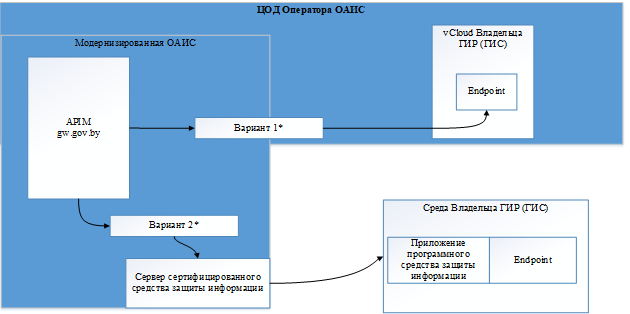 ЦОД Оператора ОАИС
Модернизированная ОАИС
vCloud Владельца
ГИР (ГИС)
Endpoint
APIM
gw.gov.by
Вариант 1*
Вариант 2*
Среда Владельца ГИР (ГИС)
Приложение
программного
средства защиты
информации
Endpoint
Сервер сертифицированного
средства защиты информации